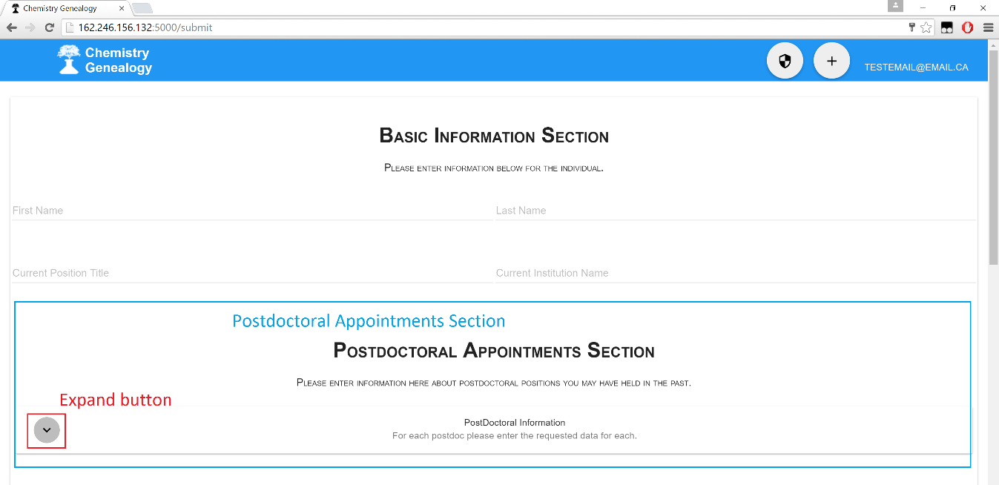 Chemistry Genealogy
162.246.156.132:5000/submit
Chemistry
Genealogy
TESTEMAIL@EMAIL.CA
Basic Information Section
Please enter information below for the individual.
First Name Last Name
Current Position Title Current Institution Name
Postdoctoral Appointments Section
Postdoctoral Appointments Section
Please enter information here about postdoctoral positions you may have held in the past.
Expand button
PostDoctoral Information
For each postdoc please enter the requested data for each.